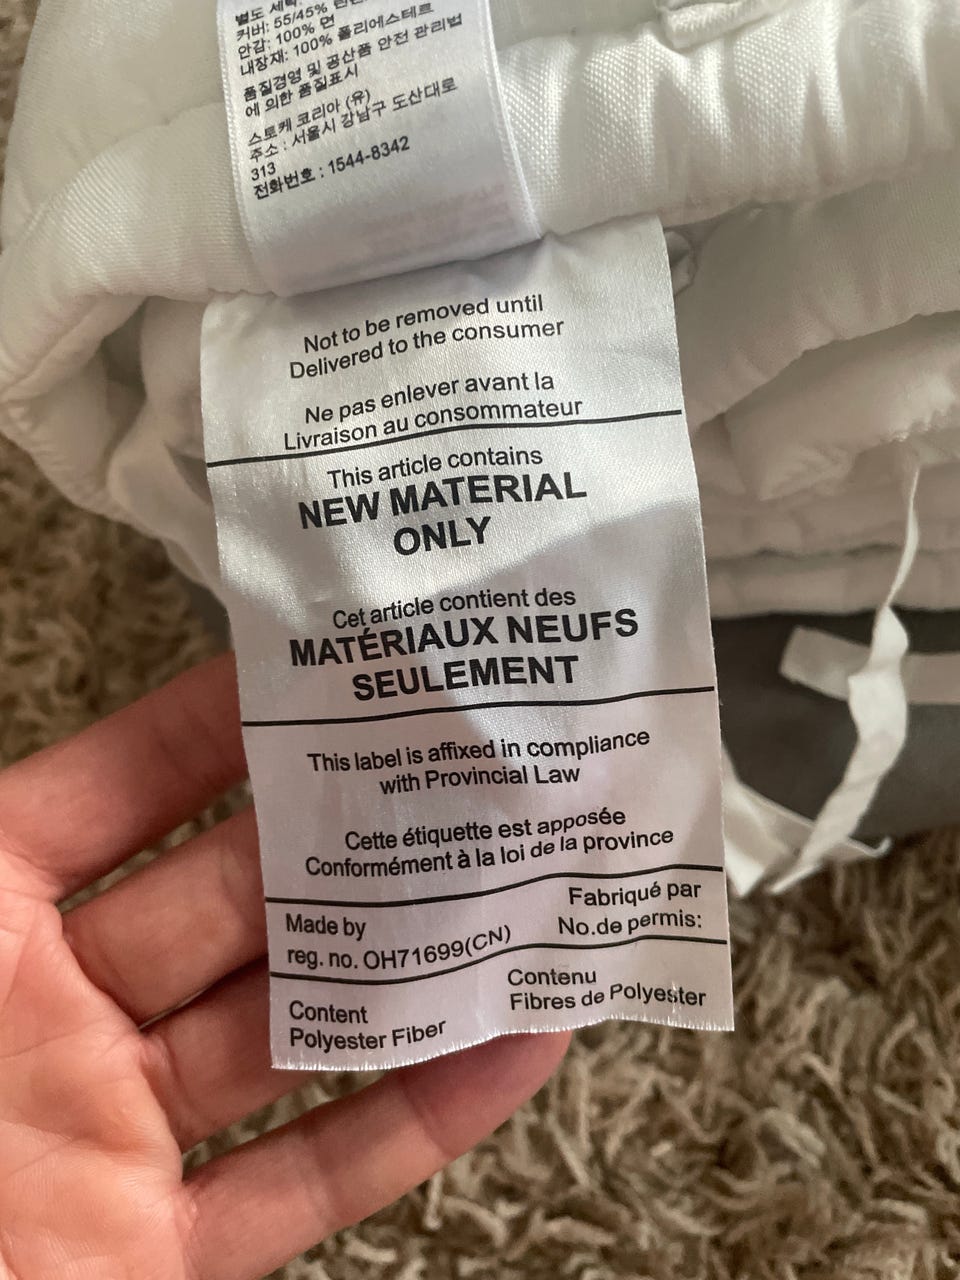 별도 세탁
커버: 55/45%
안감: 100% 면
내장재: 100% 폴리에스테르
품질경영 및 공산품 안전 관리법
에 의한 품질표시
스토케 코리아 (유)
주소 : 서울시 강남구 도산대로
313
전화번호 : 1544-8342
Not to be removed until
Delivered to the consumer
Ne pas enlever avant la
Livraison au consommateur
This article contains
NEW MATERIAL
ONLY
Cet article contient des
MATÉRIAUX NEUFS
SEULEMENT
This label is affixed in compliance
with Provincial Law
Cette étiquette est apposée
Conformément à la loi de la province
Made by
reg. no. OH71699(CN)
Fabriqué par
No.de permis:
Content
Polyester Fiber
Contenu
Fibres de Polyester